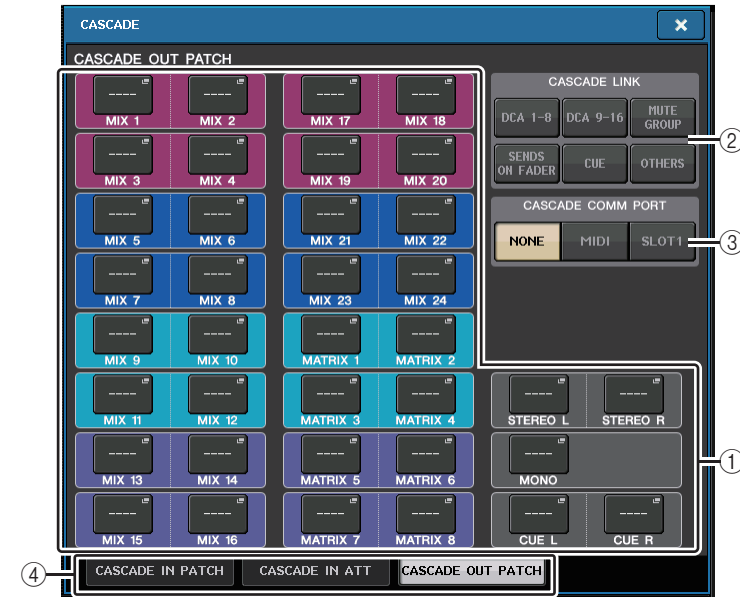 CASCADE
×
CASCADE OUT PATCH
---- ---- ---- ----
MIX 1 MIX 2 MIX 17 MIX 18
---- ---- ---- ----
MIX 3 MIX 4 MIX 19 MIX 20
---- ---- ---- ----
MIX 5 MIX 6 MIX 21 MIX 22
---- ---- ---- ----
MIX 7 MIX 8 MIX 23 MIX 24
---- ---- ---- ----
MIX 9 MIX 10 MATRIX 1 MATRIX 2
---- ---- ---- ----
MIX 11 MIX 12 MATRIX 3 MATRIX 4
---- ---- ---- ----
MIX 13 MIX 14 MATRIX 5 MATRIX 6
---- ---- ---- ----
MIX 15 MIX 16 MATRIX 7 MATRIX 8
CASCADE LINK
DCA 1-8 DCA 9-16 MUTE GROUP
SENDS ON FADER CUE OTHERS
②
CASCADE COMM PORT
NONE MIDI SLOT1
③
---- ----
STEREO L STEREO R
----
MONO
①
---- ----
CUE L CUE R
④
CASCADE IN PATCH CASCADE IN ATT CASCADE OUT PATCH